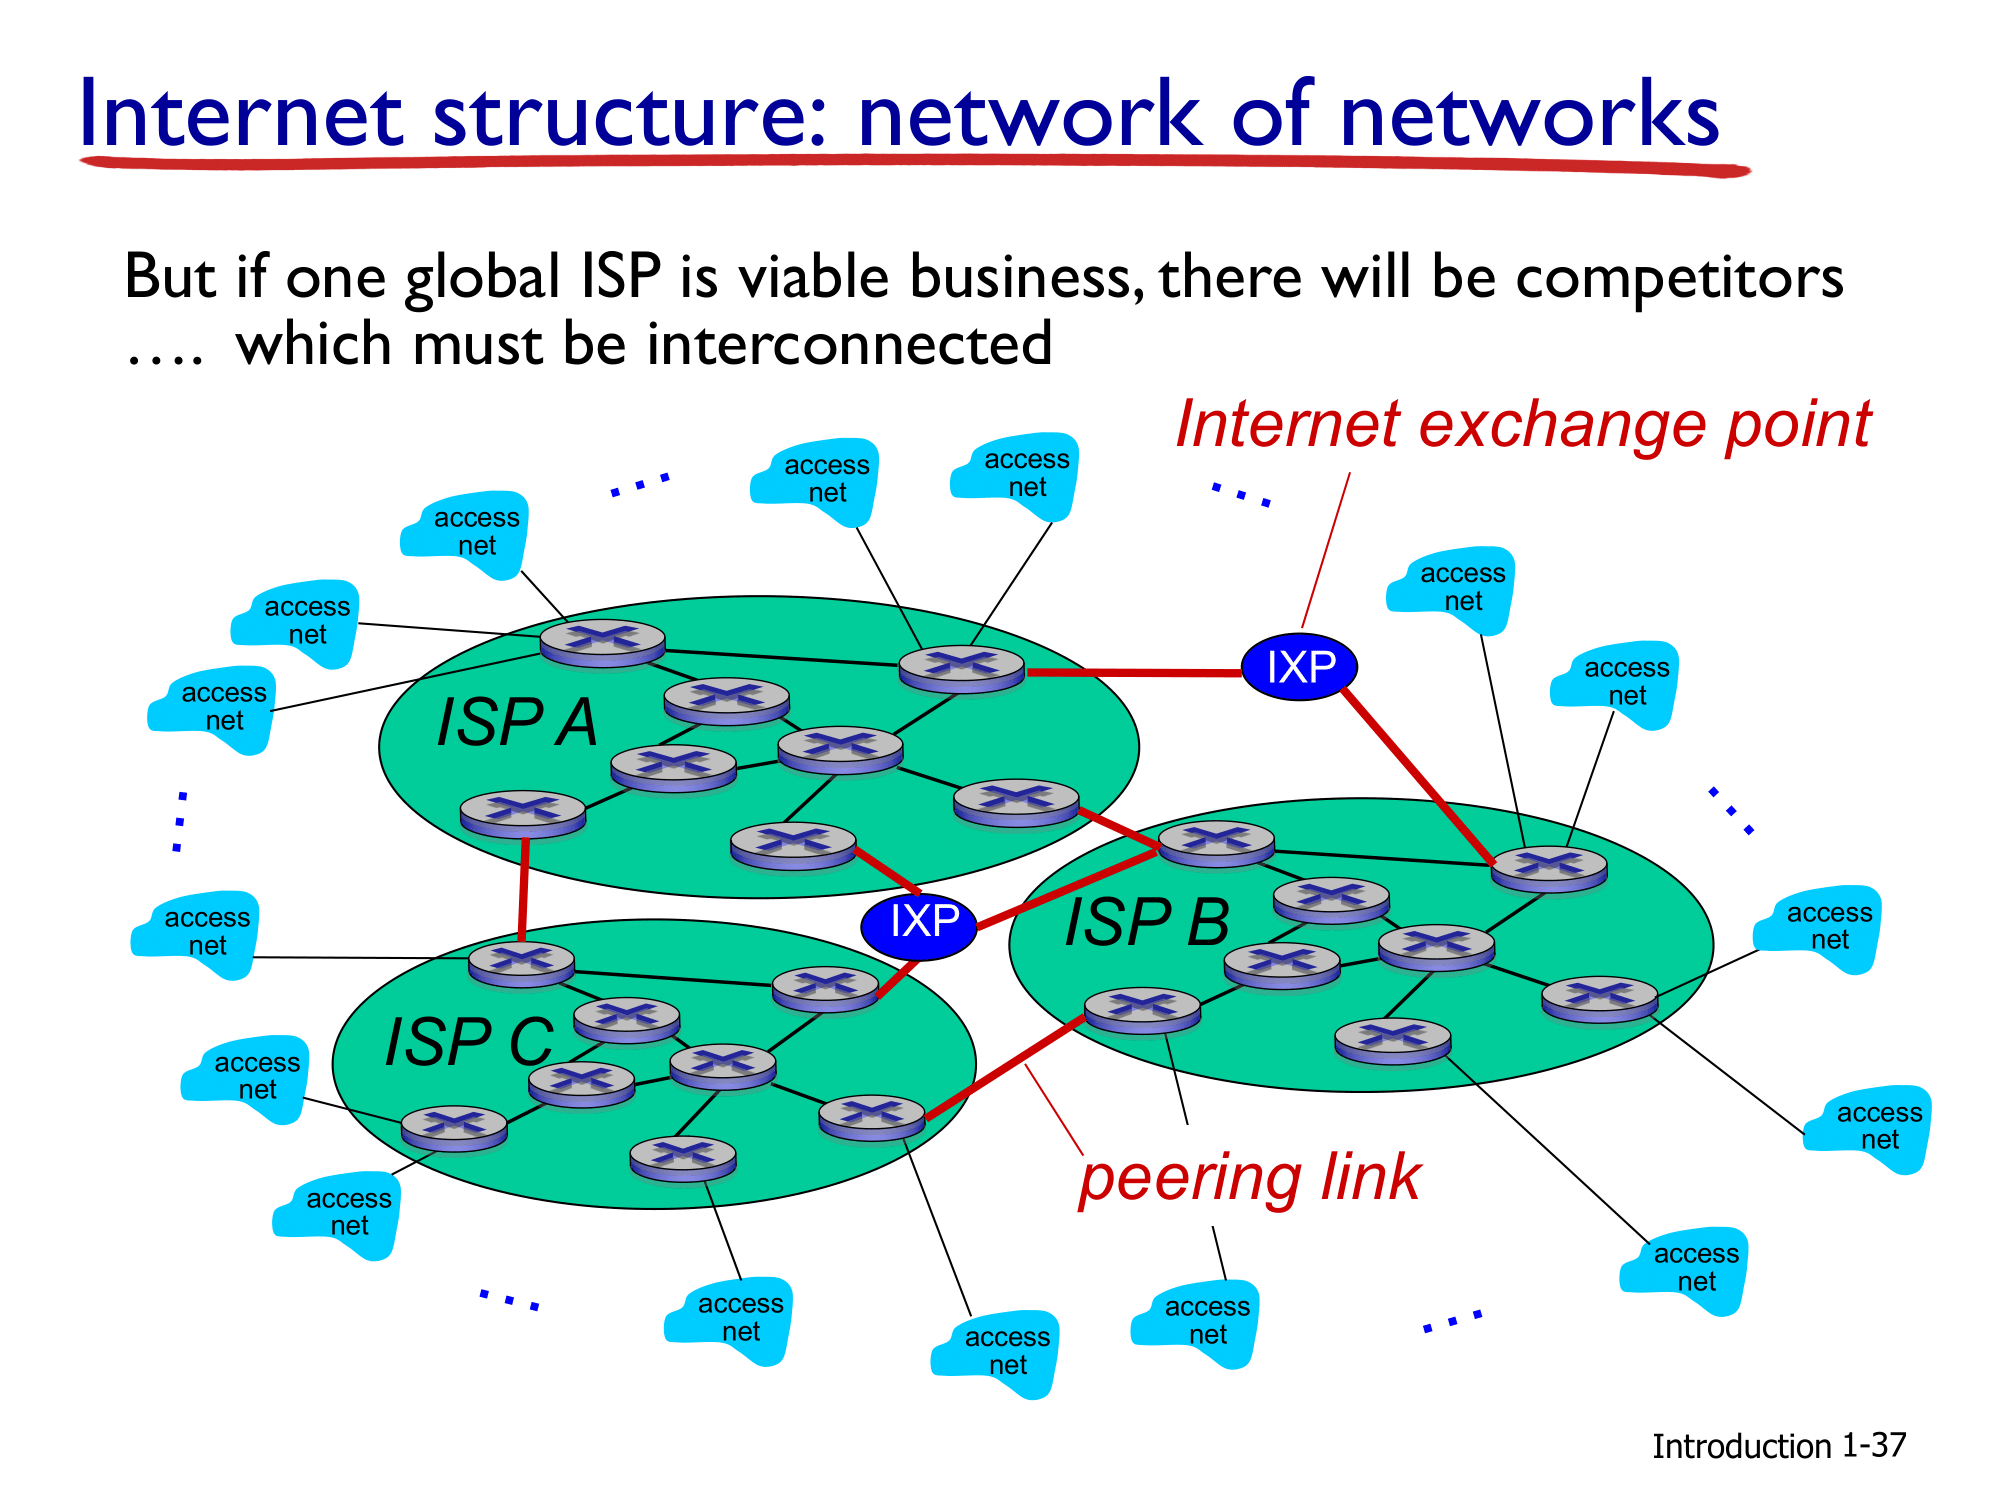 Internet structure: network of networks
But if one global ISP is viable business, there will be competitors
…. which must be interconnected
Internet exchange point
access
net
access
net
access
net
access
net
access
net
access
net
access
net
ISP A
IXP
access
net
IXP
ISP B
access
net
ISP C
access
net
access
net
access
net
peering link
access
net
access
net
access
net
access
net
access
net
Introduction 1-37